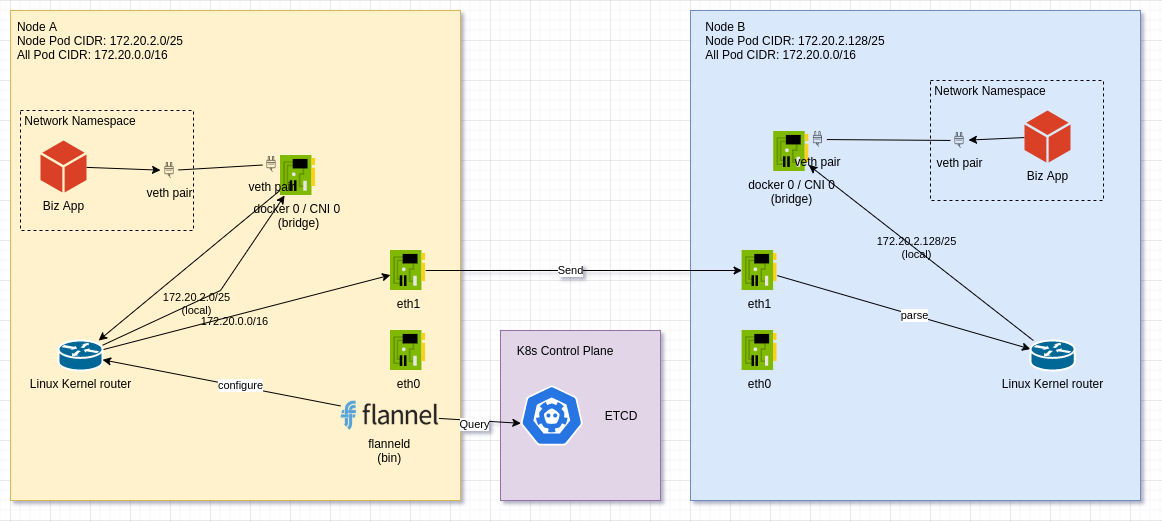 Node A
Node Pod CIDR: 172.20.2.0/25
All Pod CIDR: 172.20.0.0/16
Network Namespace
Biz App
veth pair
veth pair
docker 0 / CNI 0
(bridge)
172.20.2.0/25
(local)
172.20.0.0/16
eth1
Linux Kernel router
eth0
configure
flannel
flanneld
(bin)
Send
Query
K8s Control Plane
ETCD
Node B
Node Pod CIDR: 172.20.2.128/25
All Pod CIDR: 172.20.0.0/16
Network Namespace
veth pair
veth pair
Biz App
docker 0 / CNI 0
(bridge)
172.20.2.128/25
(local)
eth1
parse
eth0
Linux Kernel router